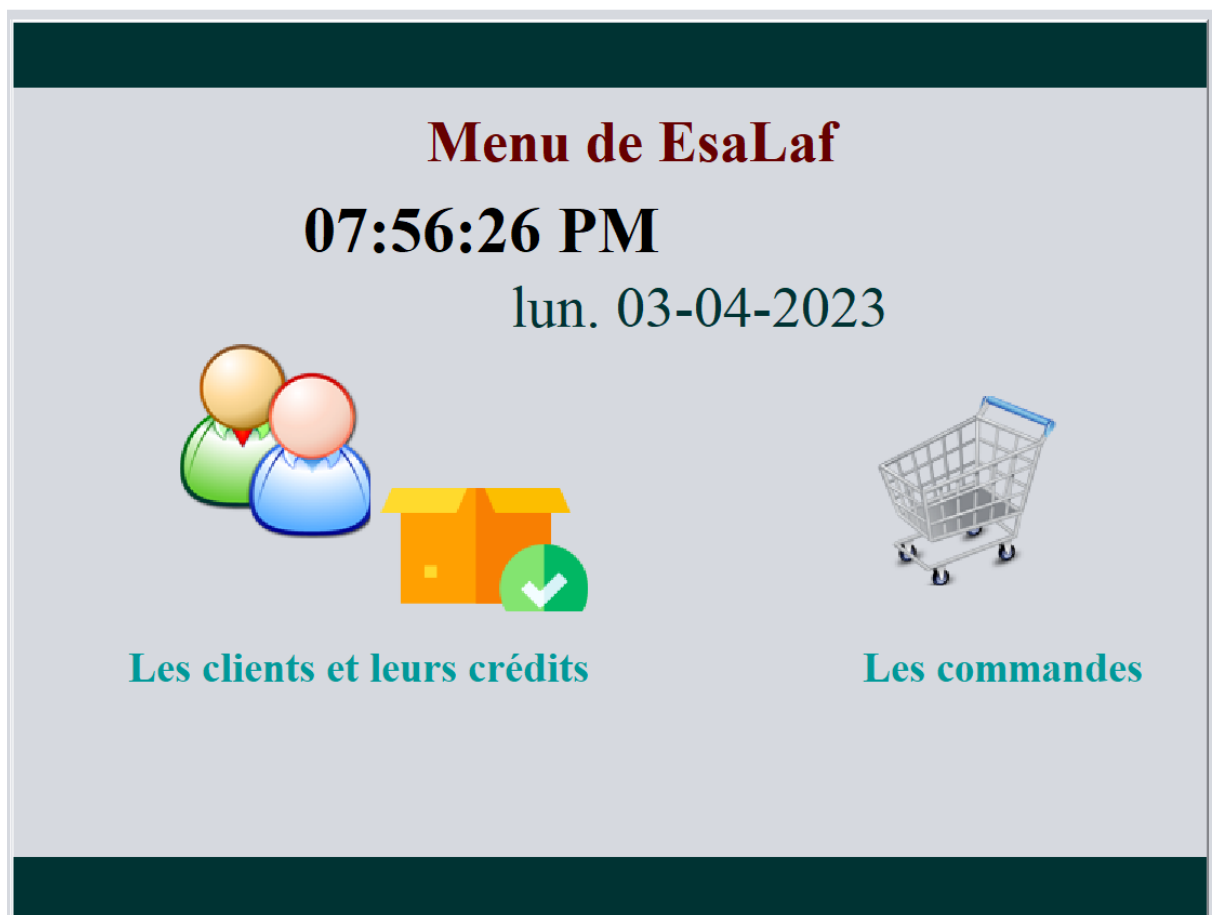 Menu de EsaLaf
07:56:26 PM
lun. 03-04-2023
Les clients et leurs crédits
Les commandes